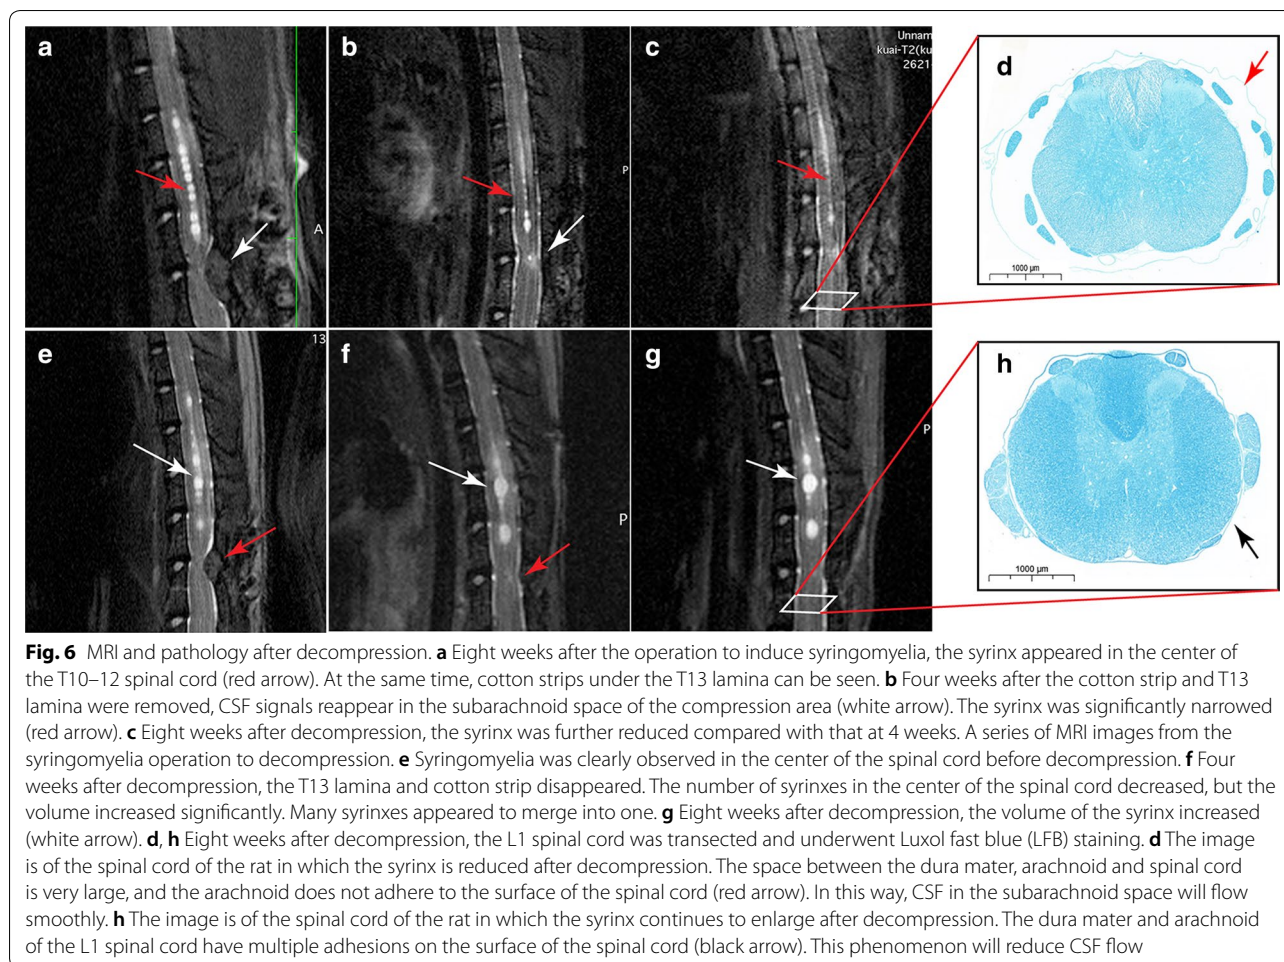 a
b
c
Unnam
kuai-T2(ku
2621
d
A
P
1000 µm
e
13
f
g
h
P
P
1000 µm
Fig. 6 MRI and pathology after decompression. a Eight weeks after the operation to induce syringomyelia, the syrinx appeared in the center of
the T10–12 spinal cord (red arrow). At the same time, cotton strips under the T13 lamina can be seen. b Four weeks after the cotton strip and T13
lamina were removed, CSF signals reappear in the subarachnoid space of the compression area (white arrow). The syrinx was significantly narrowed
(red arrow). c Eight weeks after decompression, the syrinx was further reduced compared with that at 4 weeks. A series of MRI images from the
syringomyelia operation to decompression. e Syringomyelia was clearly observed in the center of the spinal cord before decompression. f Four
weeks after decompression, the T13 lamina and cotton strip disappeared. The number of syrinxes in the center of the spinal cord decreased, but the
volume increased significantly. Many syrinxes appeared to merge into one. g Eight weeks after decompression, the volume of the syrinx increased
(white arrow). d, h Eight weeks after decompression, the L1 spinal cord was transected and underwent Luxol fast blue (LFB) staining. d The image
is of the spinal cord of the rat in which the syrinx is reduced after decompression. The space between the dura mater, arachnoid and spinal cord
is very large, and the arachnoid does not adhere to the surface of the spinal cord (red arrow). In this way, CSF in the subarachnoid space will flow
smoothly. h The image is of the spinal cord of the rat in which the syrinx continues to enlarge after decompression. The dura mater and arachnoid
of the L1 spinal cord have multiple adhesions on the surface of the spinal cord (black arrow). This phenomenon will reduce CSF flow